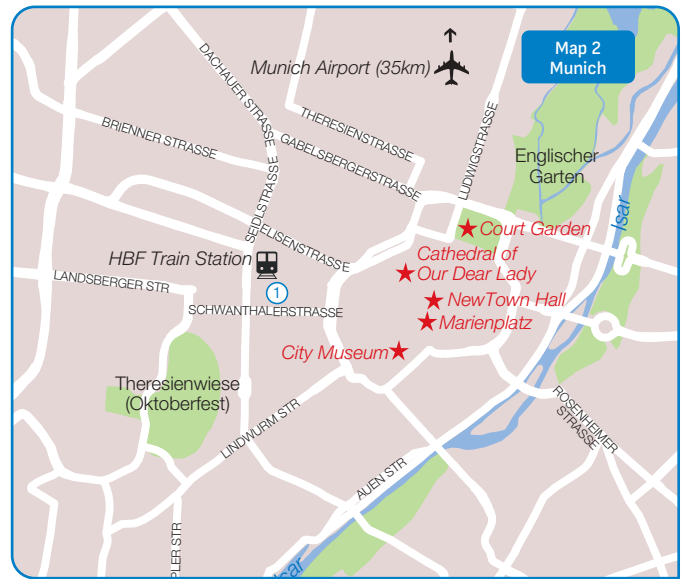 Map 2
Munich
Munich Airport (35km)
DACHAUER STRASSE
BRIENNER STRASSE
THERESIENSTRASSE
GABELSBERGERSTRASSE
LUDWIGSTRASSE
Englischer
Garten
Isar
SEIDLSTRASSE
ELISENSTRASSE
Court Garden
HBF Train Station
Cathedral of
Our Dear Lady
LANDSBERGER STR
1
SCHWANTHALERSTRASSE
NewTown Hall
Marienplatz
City Museum
Theresienwiese
(Oktoberfest)
LINDWURM STR
ROSENHEIMER
STRASSE
AUEN STR
PLER STR
Isar